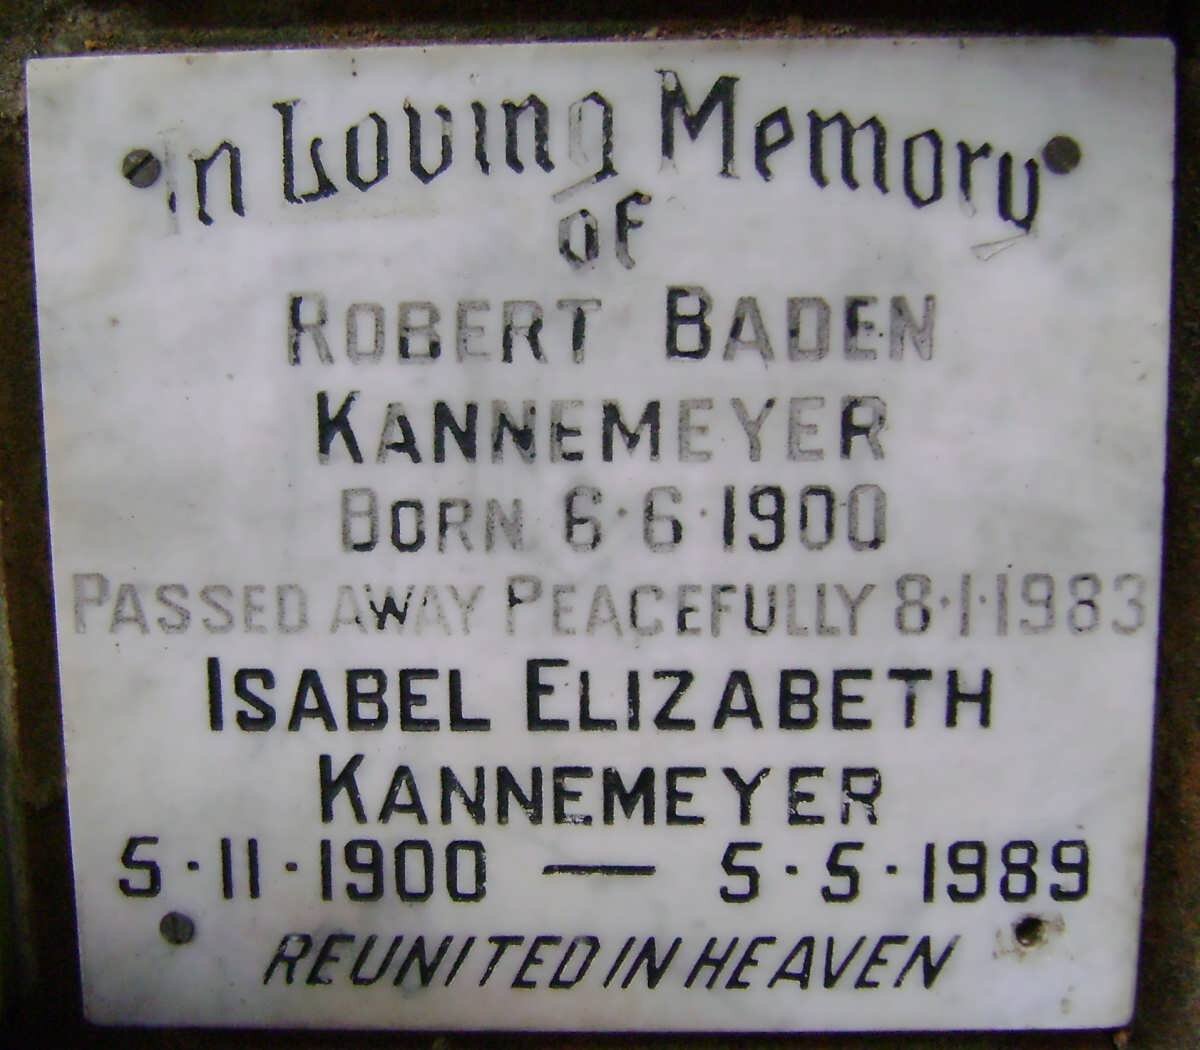 In Loving Memory
of
ROBERT BADEN
KANNEMEYER
BORN 6·6·1900
PASSED AWAY PEACEFULLY 8·1·1983
ISABEL ELIZABETH
KANNEMEYER
5·11·1900 — 5·5·1989
REUNITED IN HEAVEN